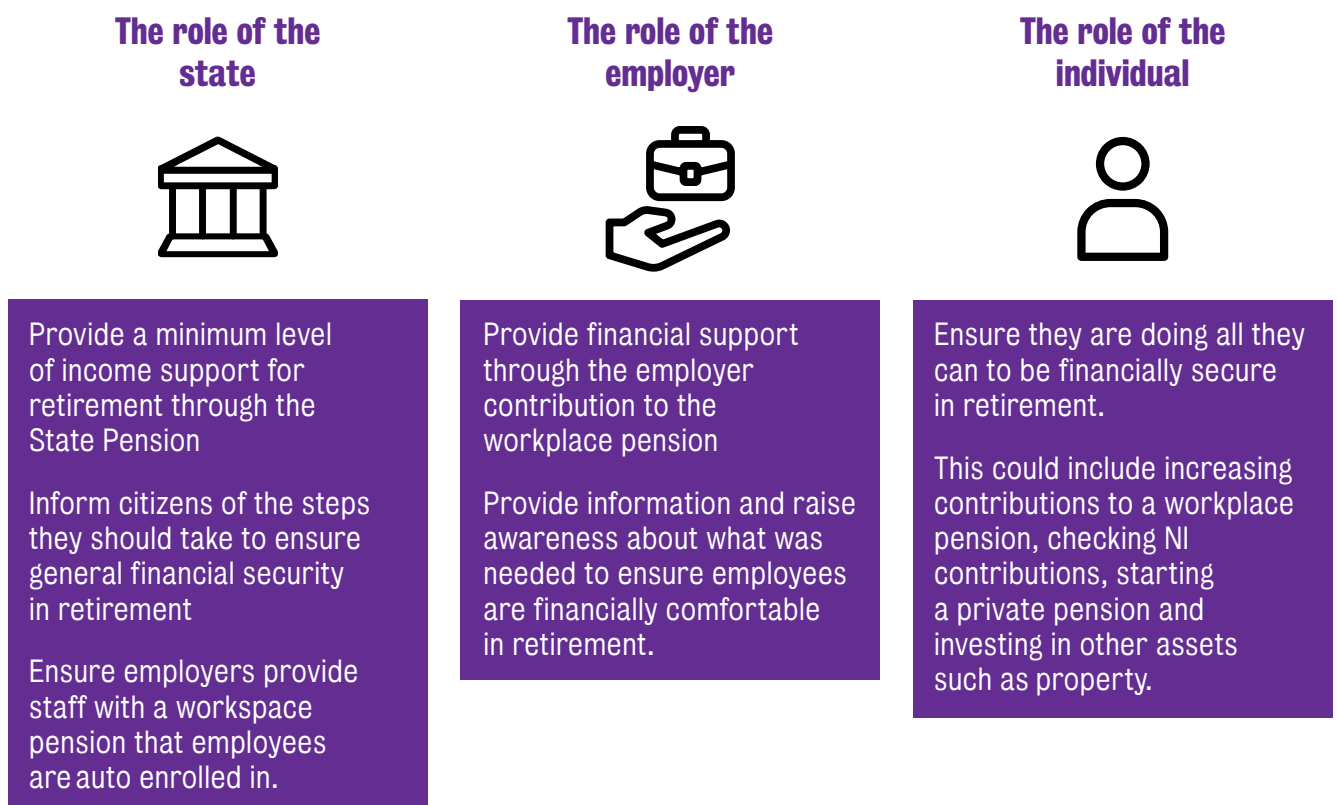 The role of the
state
Provide a minimum level
of income support for
retirement through the
State Pension
Inform citizens of the steps
they should take to ensure
general financial security
in retirement
Ensure employers provide
staff with a workspace
pension that employees
are auto enrolled in.
The role of the
employer
Provide financial support
through the employer
contribution to the
workplace pension
Provide information and raise
awareness about what was
needed to ensure employees
are financially comfortable
in retirement.
The role of the
individual
Ensure they are doing all they
can to be financially secure
in retirement.
This could include increasing
contributions to a workplace
pension, checking NI
contributions, starting
a private pension and
investing in other assets
such as property.